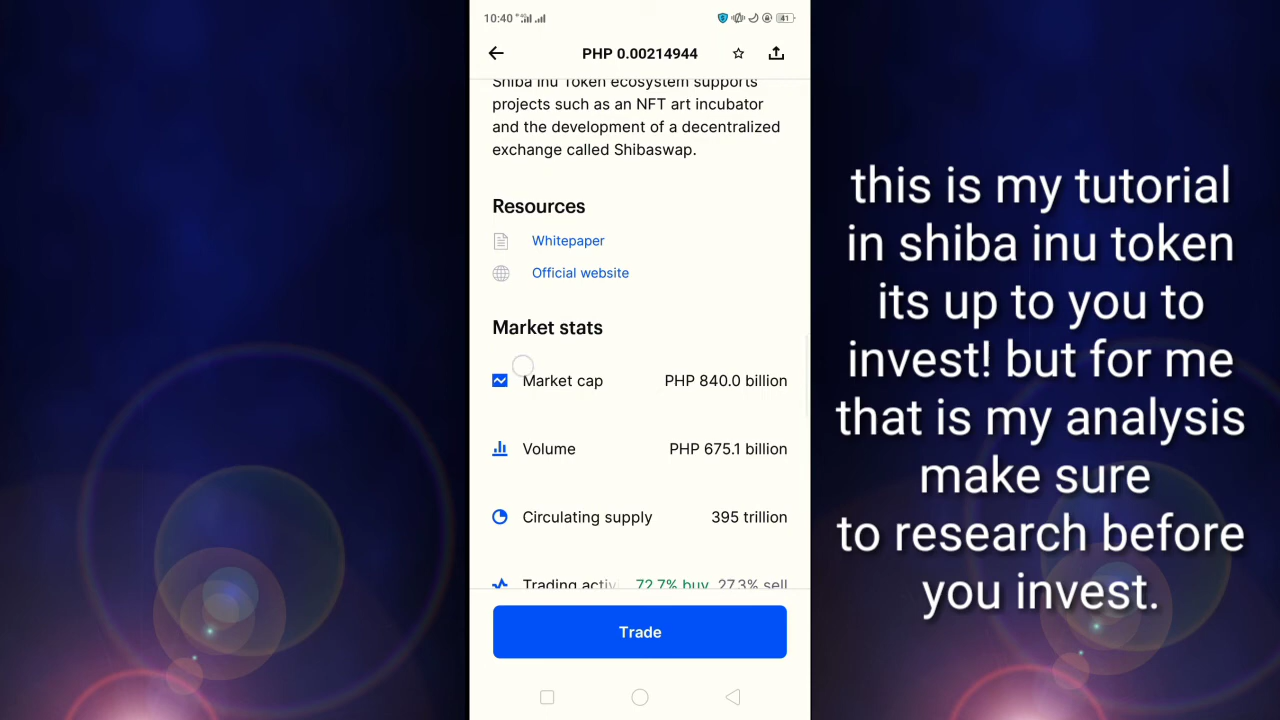 10:40
41
PHP 0.00214944
Shiba Inu Token ecosystem supports
projects such as an NFT art incubator
and the development of a decentralized
exchange called Shibaswap.
Resources
Whitepaper
Official website
Market stats
Market cap PHP 840.0 billion
Volume PHP 675.1 billion
Circulating supply 395 trillion
Trading activ 72.7% buy 27.3% sell
Trade
this is my tutorial
in shiba inu token
its up to you to
invest! but for me
that is my analysis
make sure
to research before
you invest.